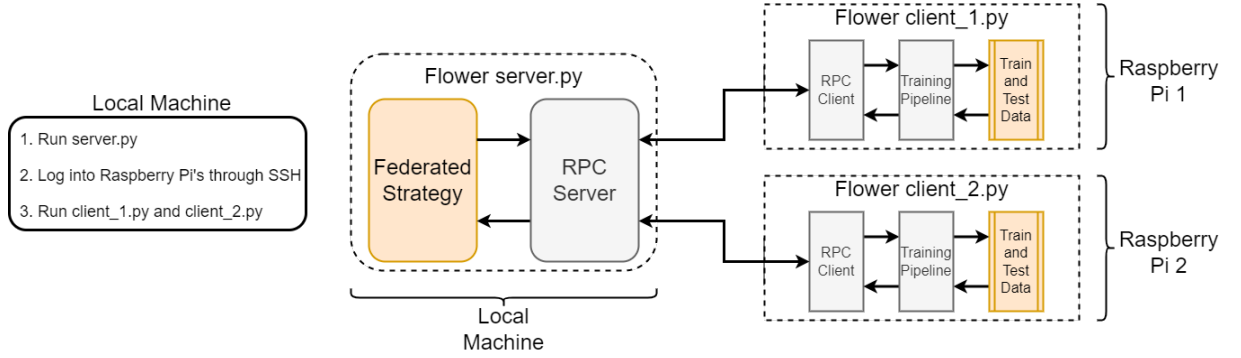 Local Machine
1. Run server.py
2. Log into Raspberry Pi's through SSH
3. Run client_1.py and client_2.py
Flower server.py
Federated
Strategy
RPC
Server
Local
Machine
Flower client_1.py
RPC
Client
Training
Pipeline
Train
and
Test
Data
Raspberry
Pi 1
Flower client_2.py
RPC
Client
Training
Pipeline
Train
and
Test
Data
Raspberry
Pi 2